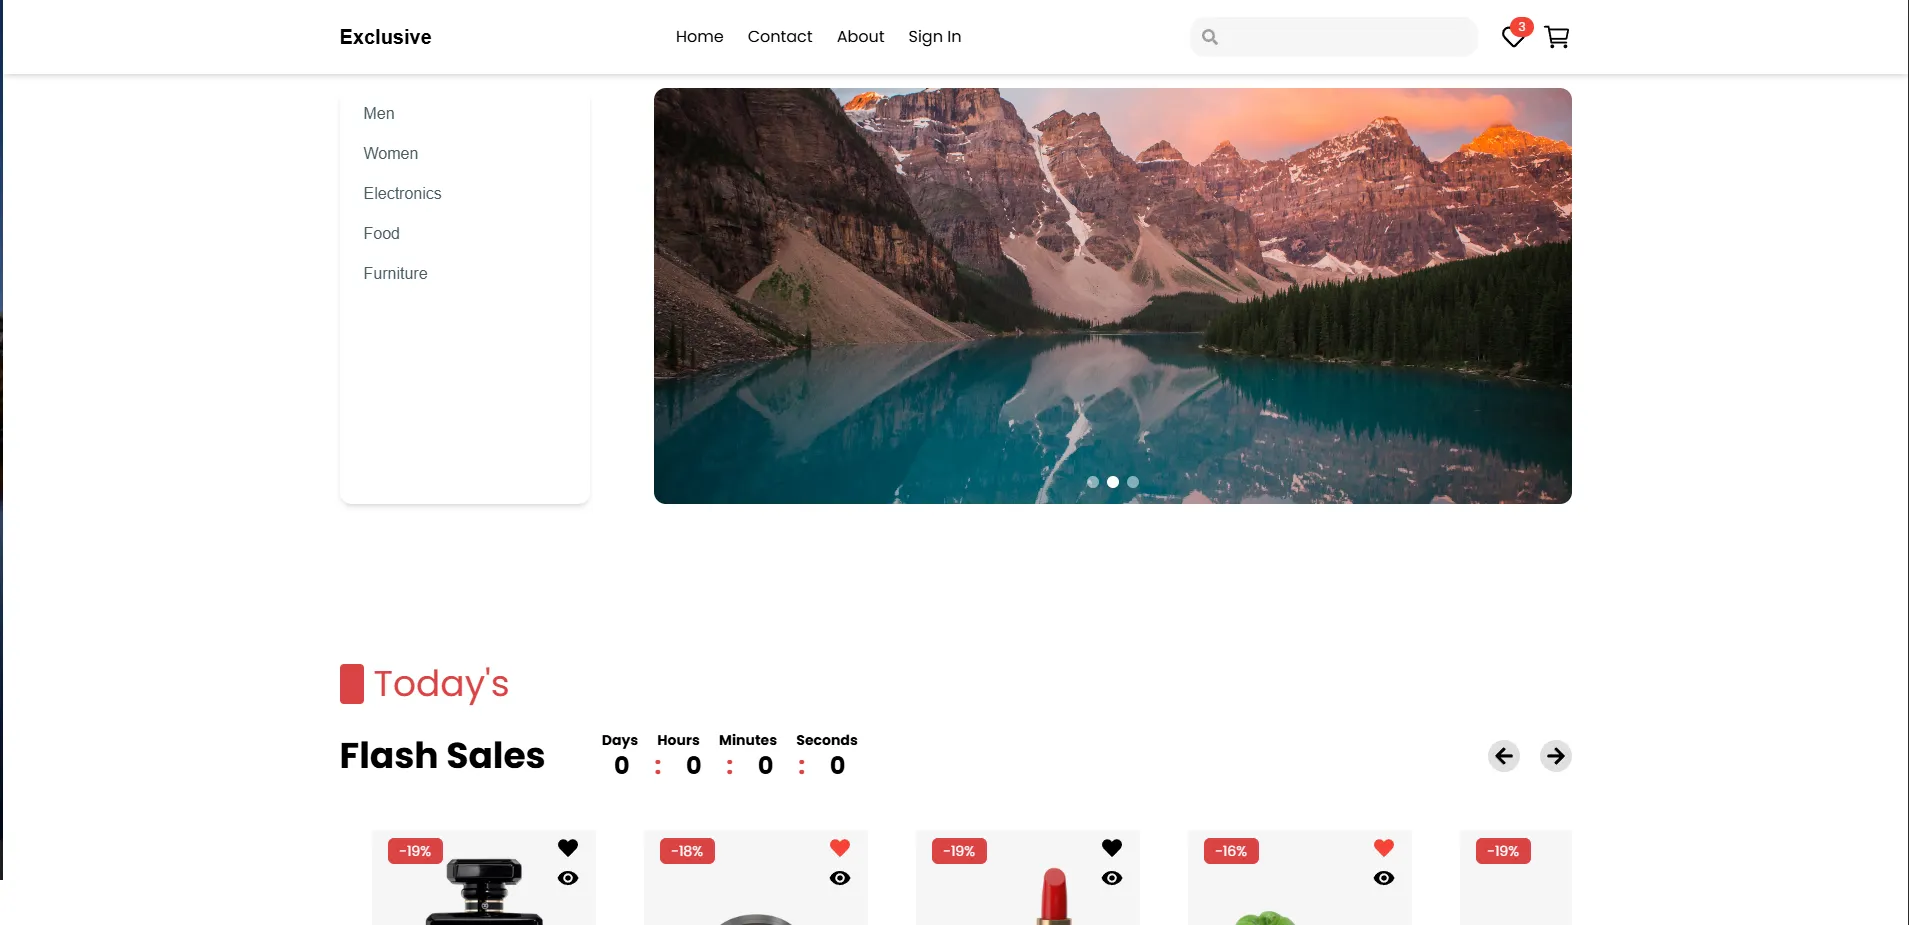 Exclusive
Home Contact About Sign In
3
Men
Women
Electronics
Food
Furniture
Today's
Flash Sales
Days Hours Minutes Seconds
0 : 0 : 0 : 0
-19%
-18%
-19%
-16%
-19%